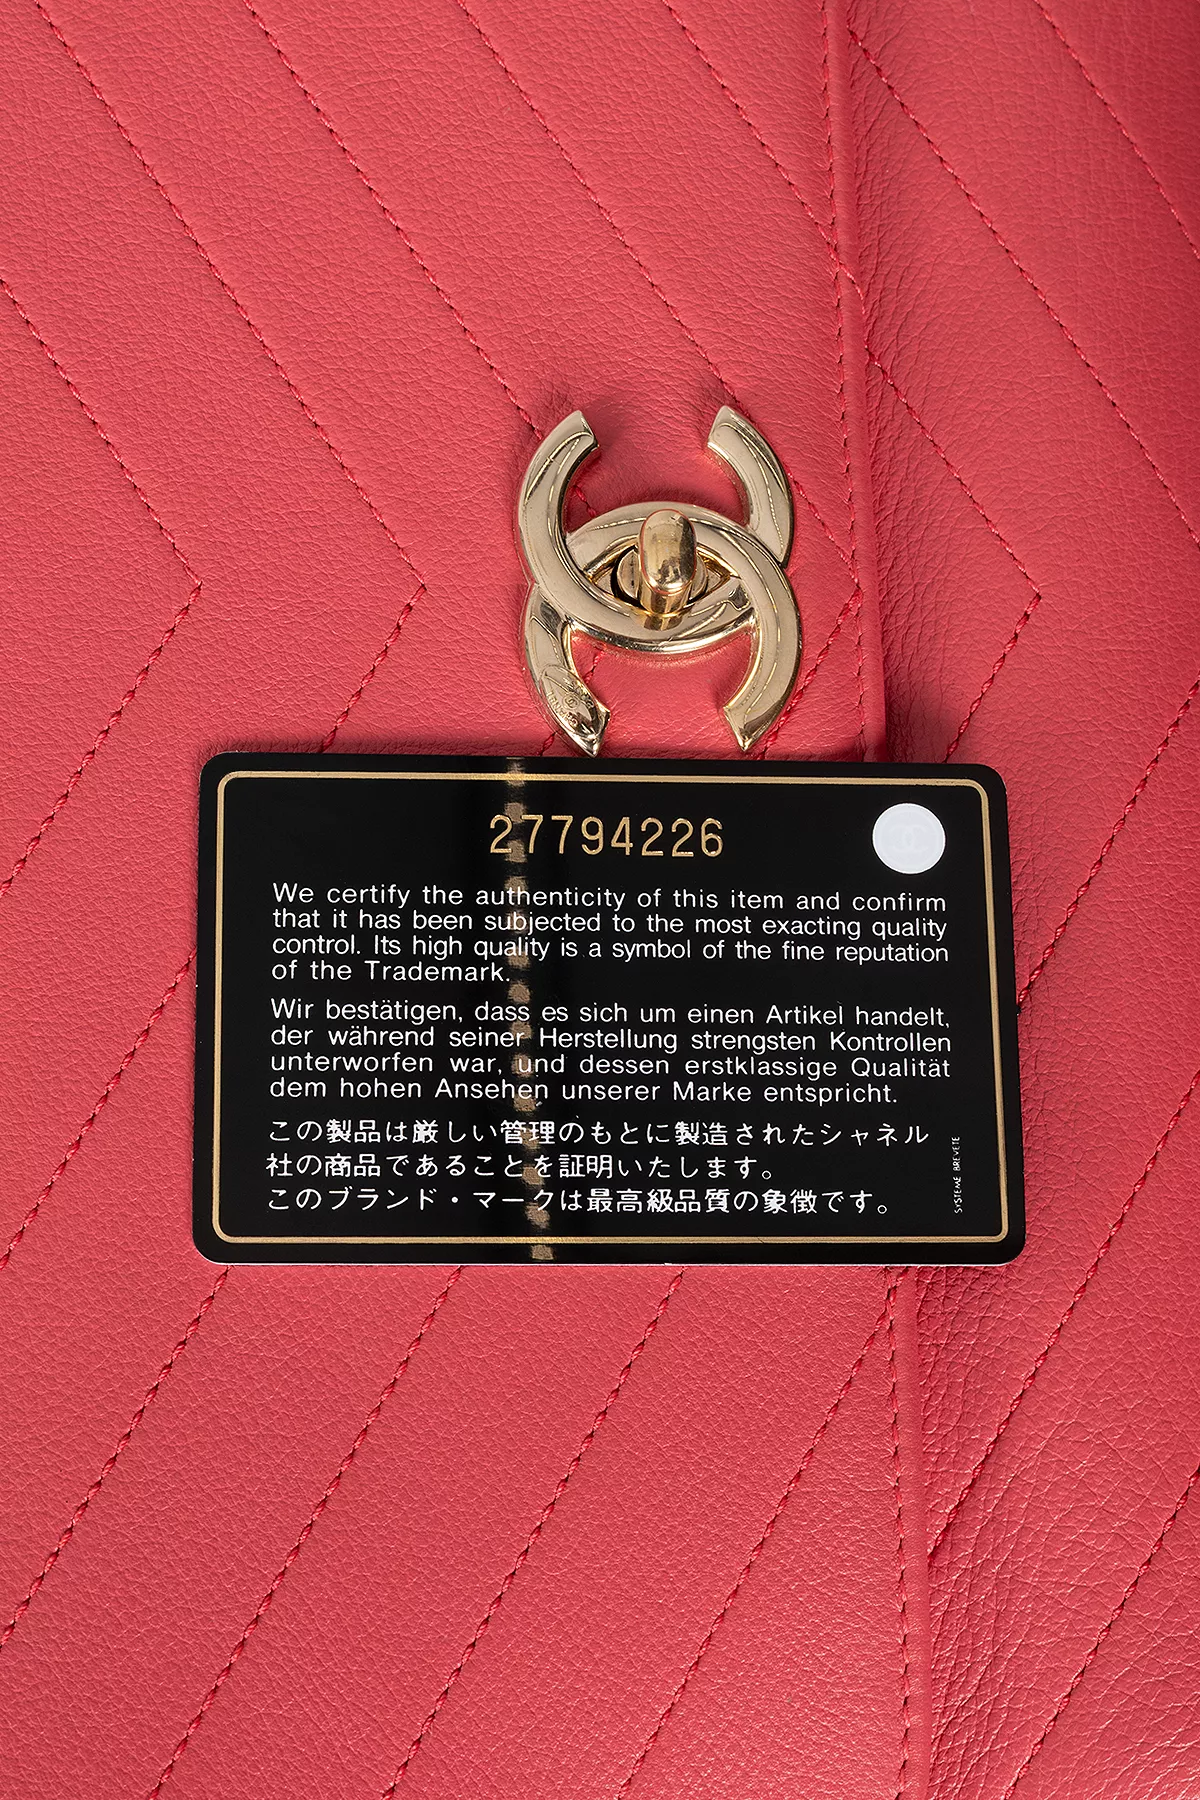 27794226
We certify the authenticity of this item and confirm
that it has been subjected to the most exacting quality
control. Its high quality is a symbol of the fine reputation
of the Trademark.
Wir bestätigen, dass es sich um einen Artikel handelt,
der während seiner Herstellung strengsten Kontrollen
unterworfen war, und dessen erstklassige Qualität
dem hohen Ansehen unserer Marke entspricht.
この製品は厳しい管理のもとに製造されたシャネル
社の商品であることを証明いたします。
このブランド・マークは最高級品質の象徴です。
SYSTEME BREVETE